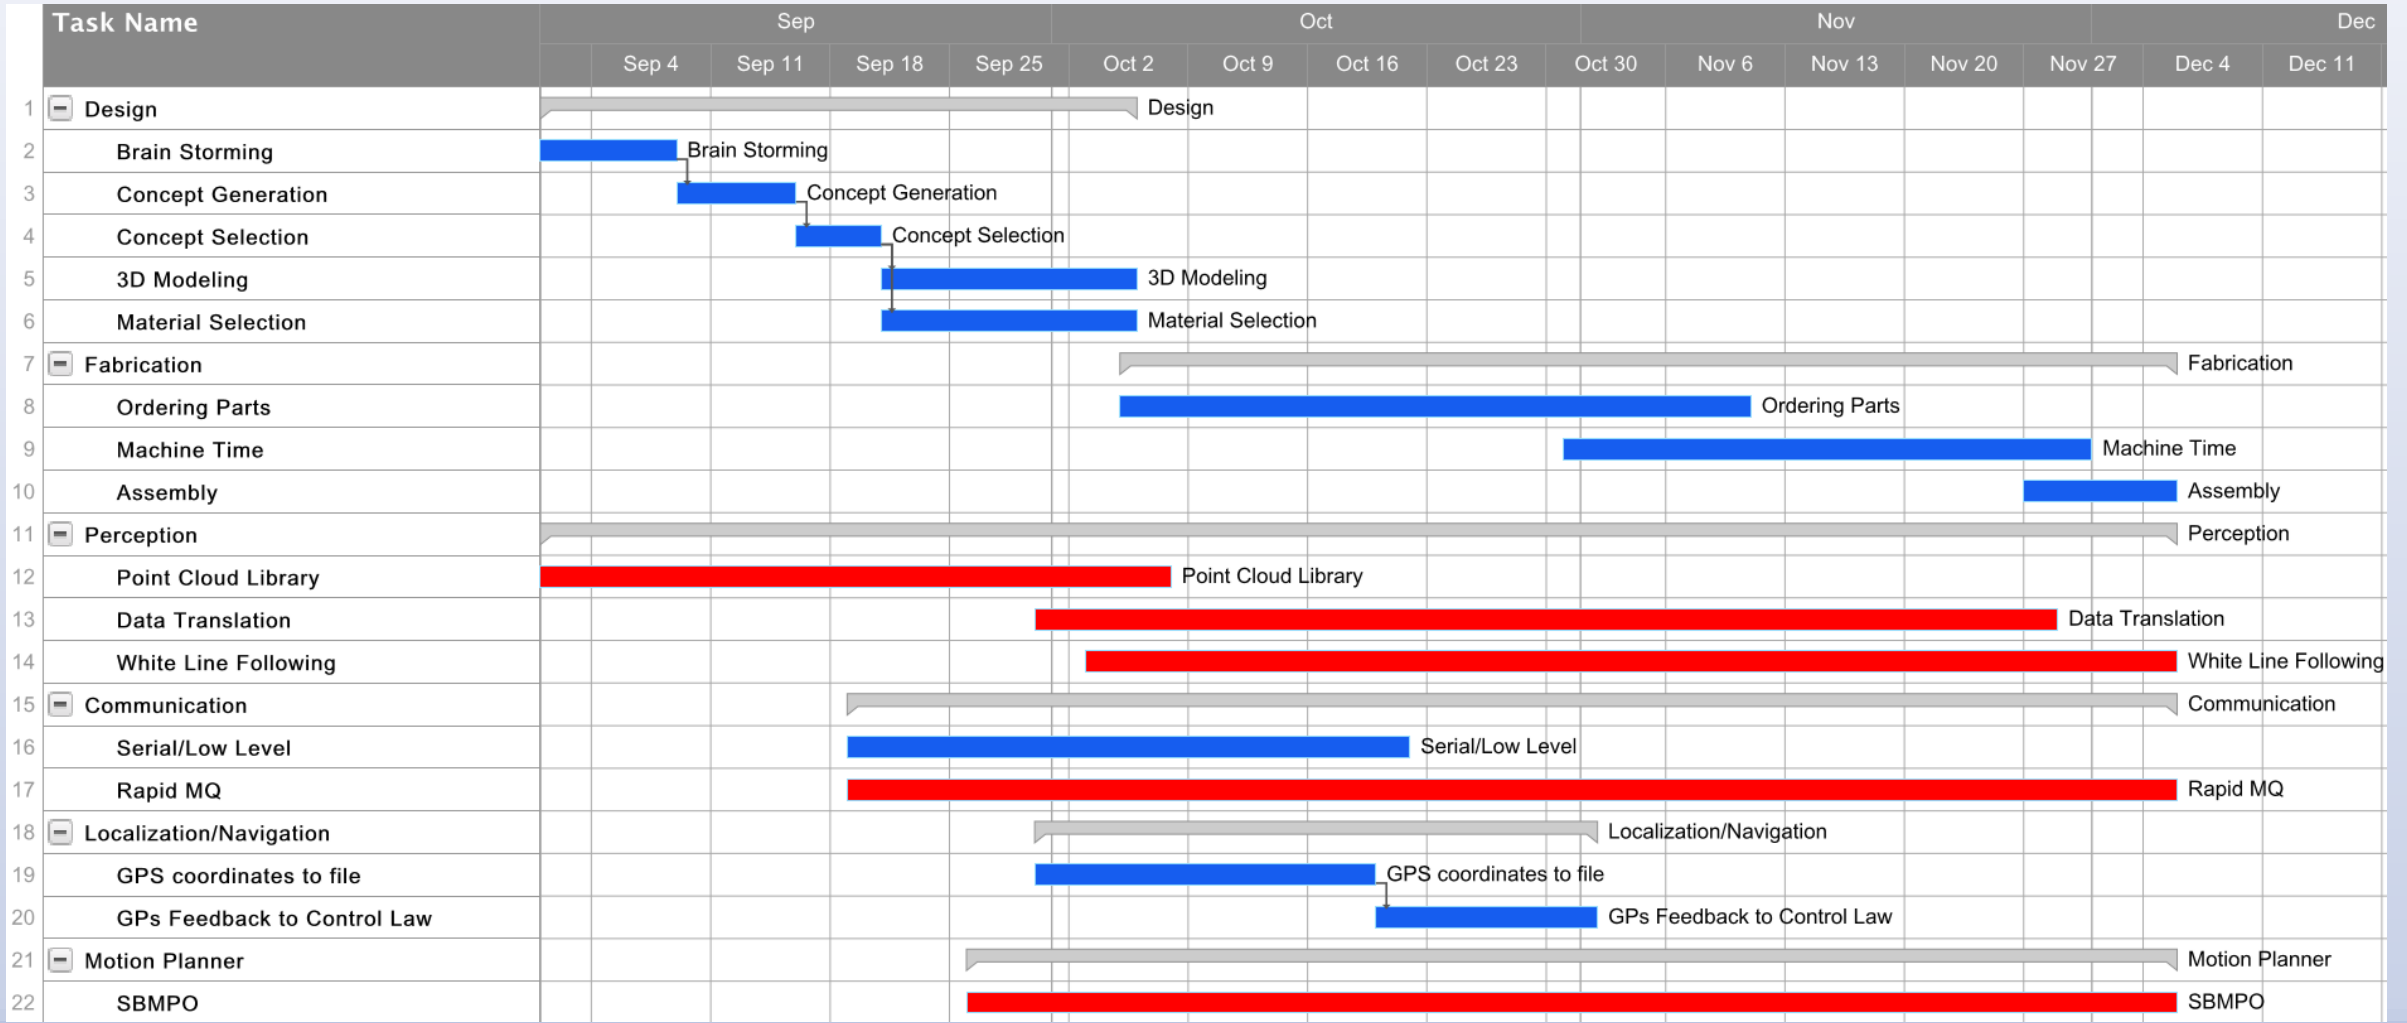 Task Name
Sep Oct Nov Dec
Sep 4 Sep 11 Sep 18 Sep 25 Oct 2 Oct 9 Oct 16 Oct 23 Oct 30 Nov 6 Nov 13 Nov 20 Nov 27 Dec 4 Dec 11
1 Design Design
2 Brain Storming Brain Storming
3 Concept Generation Concept Generation
4 Concept Selection Concept Selection
5 3D Modeling 3D Modeling
6 Material Selection Material Selection
7 Fabrication Fabrication
8 Ordering Parts Ordering Parts
9 Machine Time Machine Time
10 Assembly Assembly
11 Perception Perception
12 Point Cloud Library Point Cloud Library
13 Data Translation Data Translation
14 White Line Following White Line Following
15 Communication Communication
16 Serial/Low Level Serial/Low Level
17 Rapid MQ Rapid MQ
18 Localization/Navigation Localization/Navigation
19 GPS coordinates to file GPS coordinates to file
20 GPs Feedback to Control Law GPs Feedback to Control Law
21 Motion Planner Motion Planner
22 SBMPO SBMPO